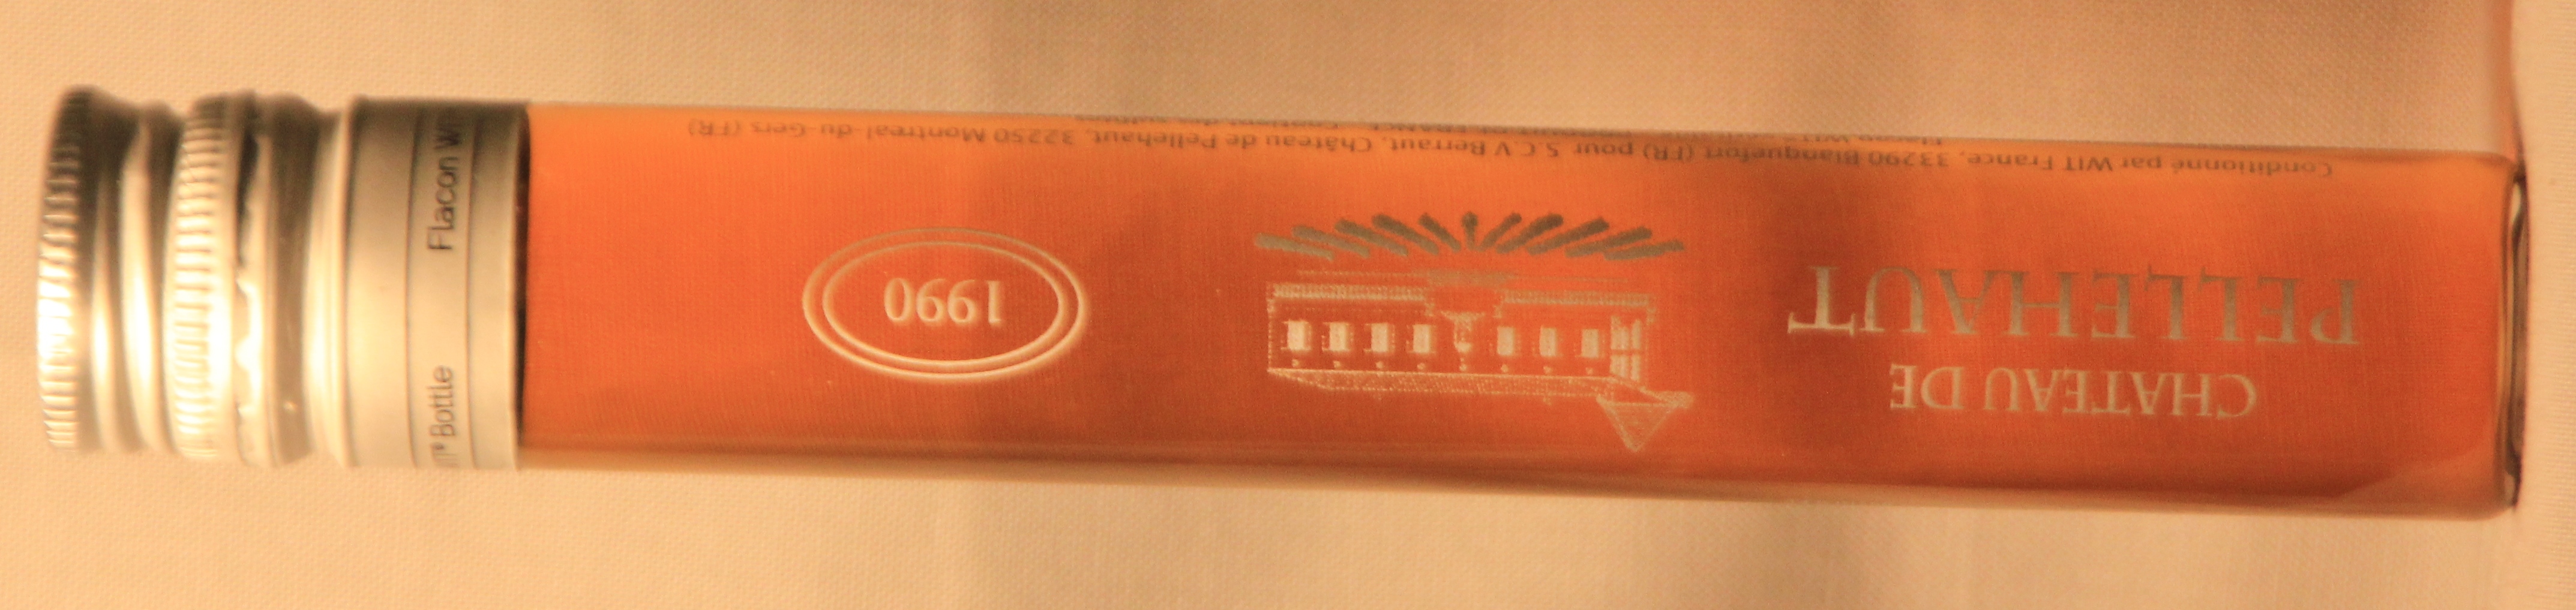 CHATEAU DE
PELLEHAUT
1990
Conditionné par WIT France, 33290 Blanquefort (FR) pour S.C.V Berraut, Château de Pellehaut, 32250 Montreal-du-Gers (FR)
Flacon
Bottle